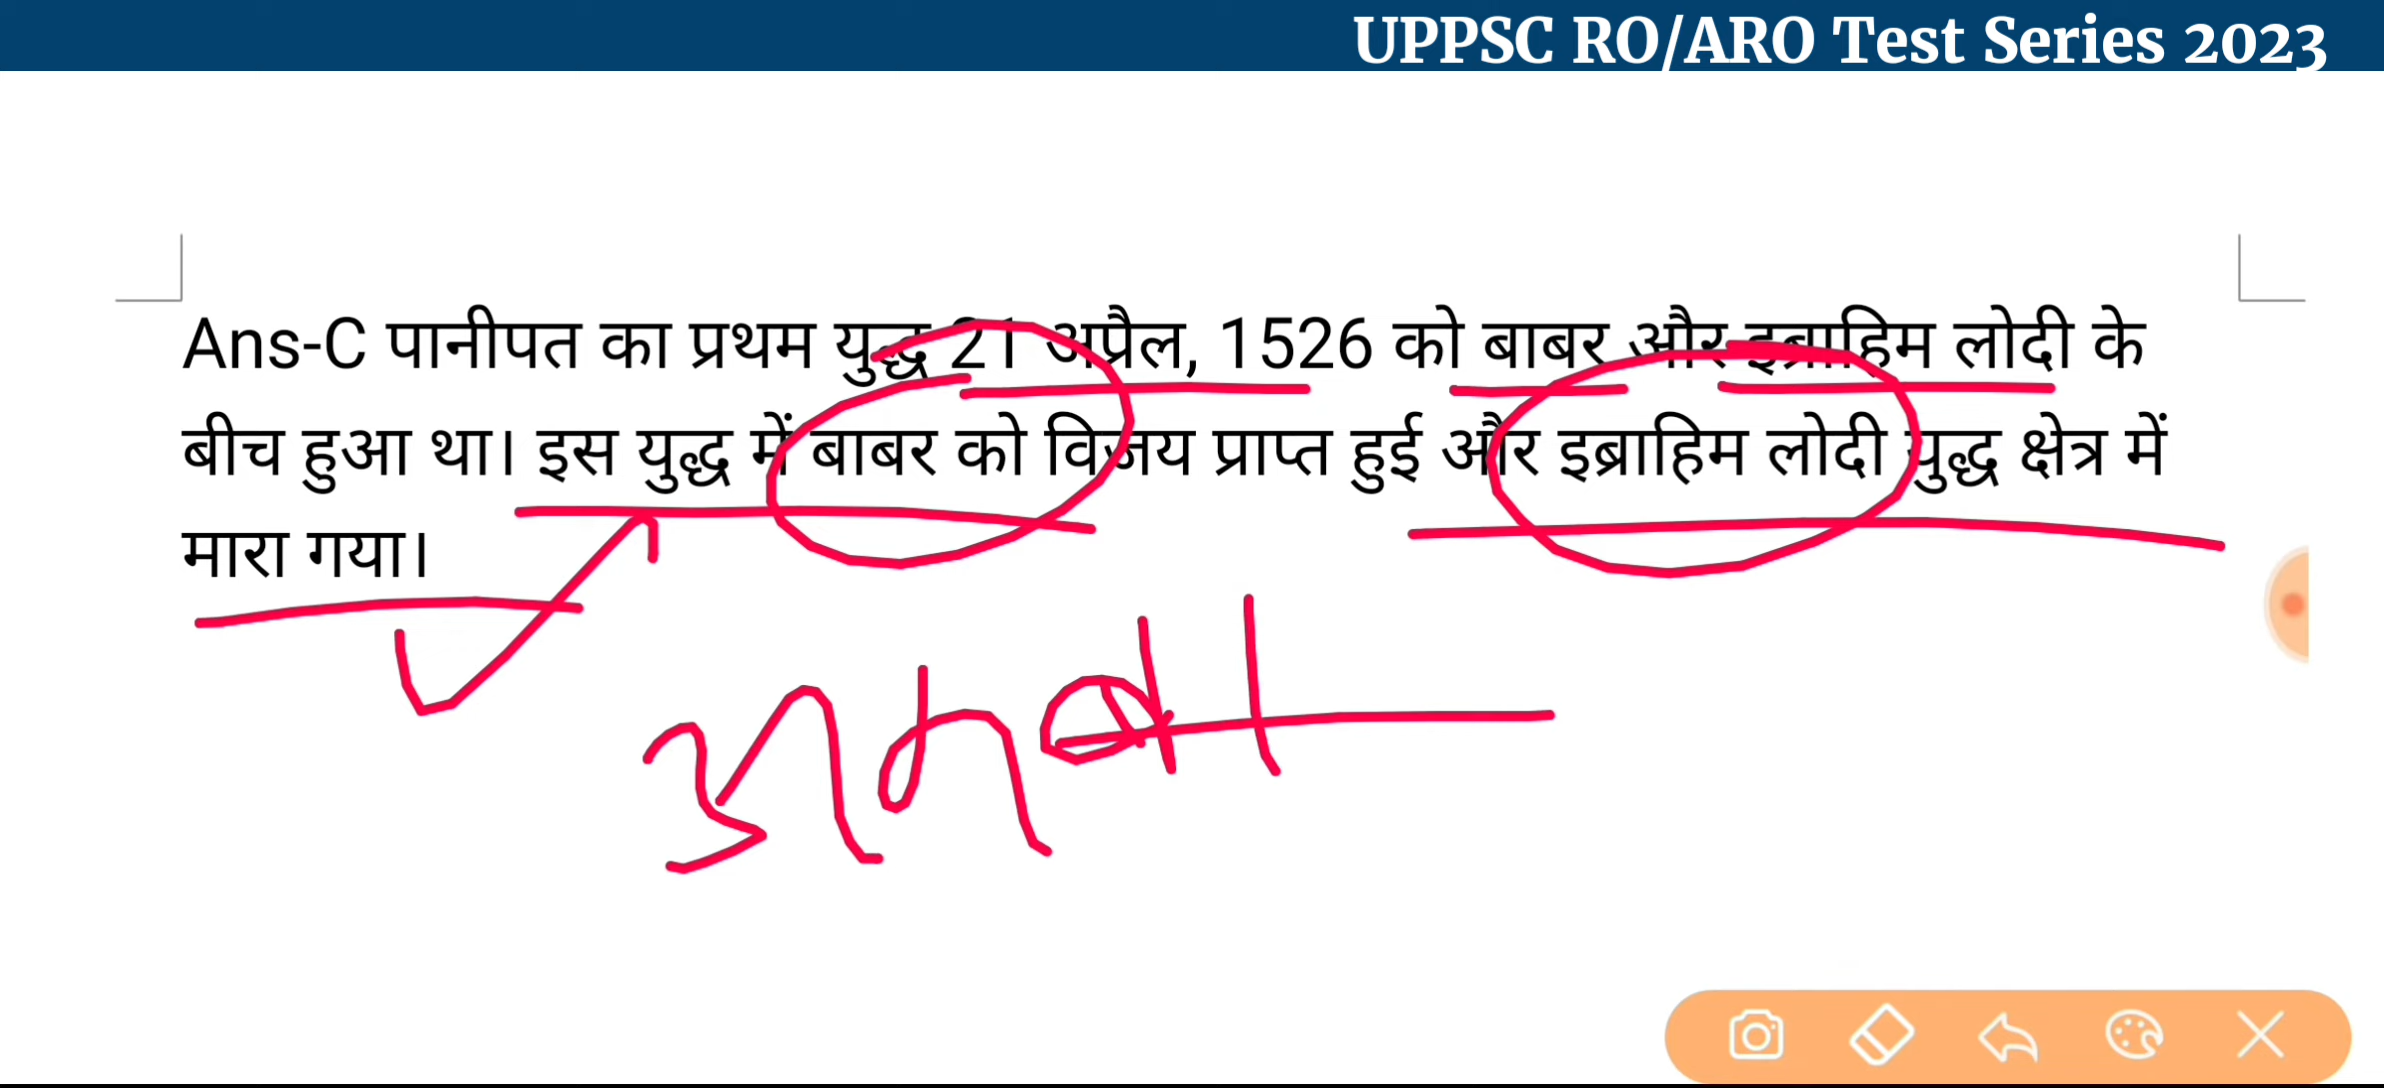 UPPSC RO/ARO Test Series 2023
Ans-C पानीपत का प्रथम युद्ध 21 अप्रैल, 1526 को बाबर और इब्राहिम लोदी के
बीच हुआ था। इस युद्ध में बाबर को विजय प्राप्त हुई और इब्राहिम लोदी युद्ध क्षेत्र में
मारा गया।